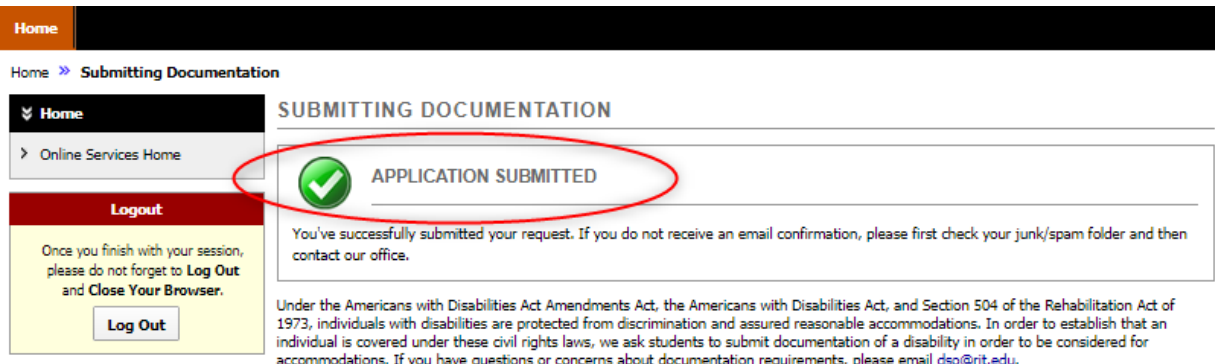 Home
Home » Submitting Documentation
Home
Online Services Home
Logout
Once you finish with your session,
please do not forget to Log Out
and Close Your Browser.
Log Out
SUBMITTING DOCUMENTATION
APPLICATION SUBMITTED
You've successfully submitted your request. If you do not receive an email confirmation, please first check your junk/spam folder and then
contact our office.
Under the Americans with Disabilities Act Amendments Act, the Americans with Disabilities Act, and Section 504 of the Rehabilitation Act of
1973, individuals with disabilities are protected from discrimination and assured reasonable accommodations. In order to establish that an
individual is covered under these civil rights laws, we ask students to submit documentation of a disability in order to be considered for
accommodations. If you have questions or concerns about documentation requirements, please email dso@rit.edu.